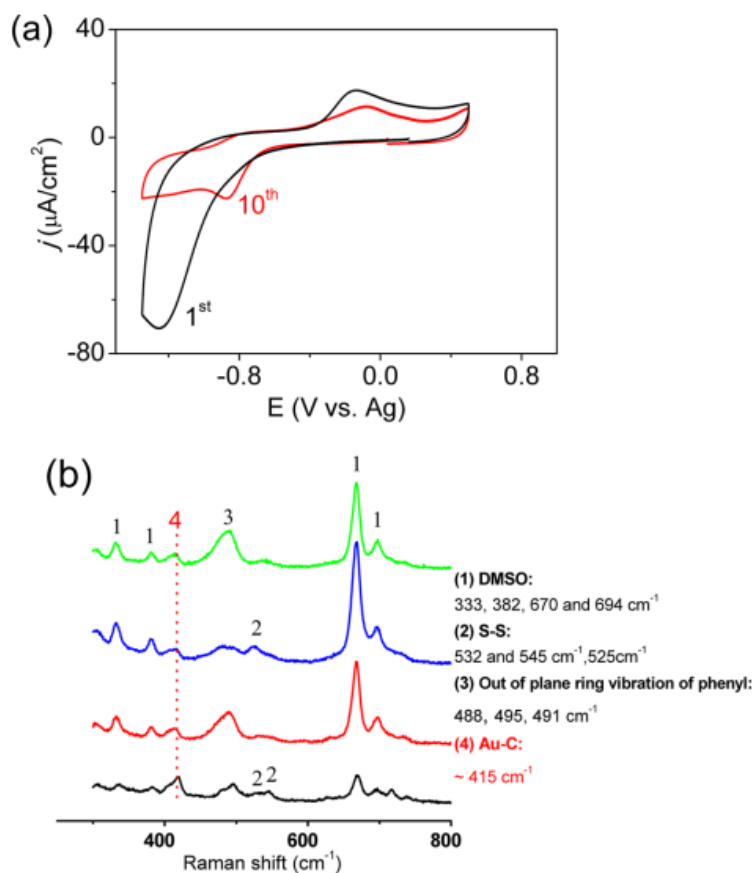 (a)
40
0
-40
-80
j (μA/cm²)
10ᵗʰ
1ˢᵗ
-0.8 0.0 0.8
E (V vs. Ag)
(b)
1
1 1 4 3 1
2
2 2
(1) DMSO:
333, 382, 670 and 694 cm⁻¹
(2) S-S:
532 and 545 cm⁻¹,525cm⁻¹
(3) Out of plane ring vibration of phenyl:
488, 495, 491 cm⁻¹
(4) Au-C:
~ 415 cm⁻¹
400 600 800
Raman shift (cm⁻¹)